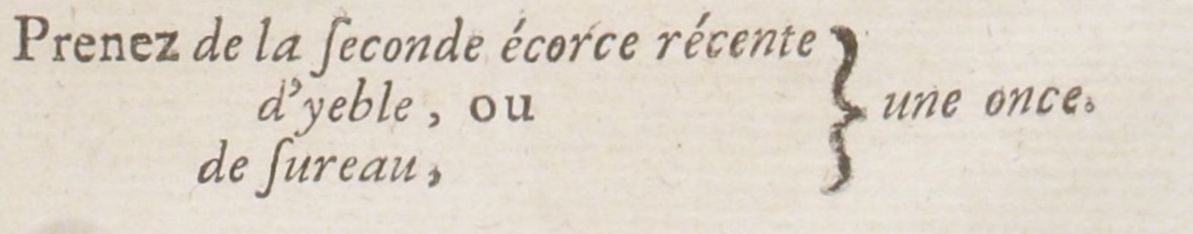 Prenez de la ſeconde écorce récente
d'yeble, ou } une once.
de ſureau,